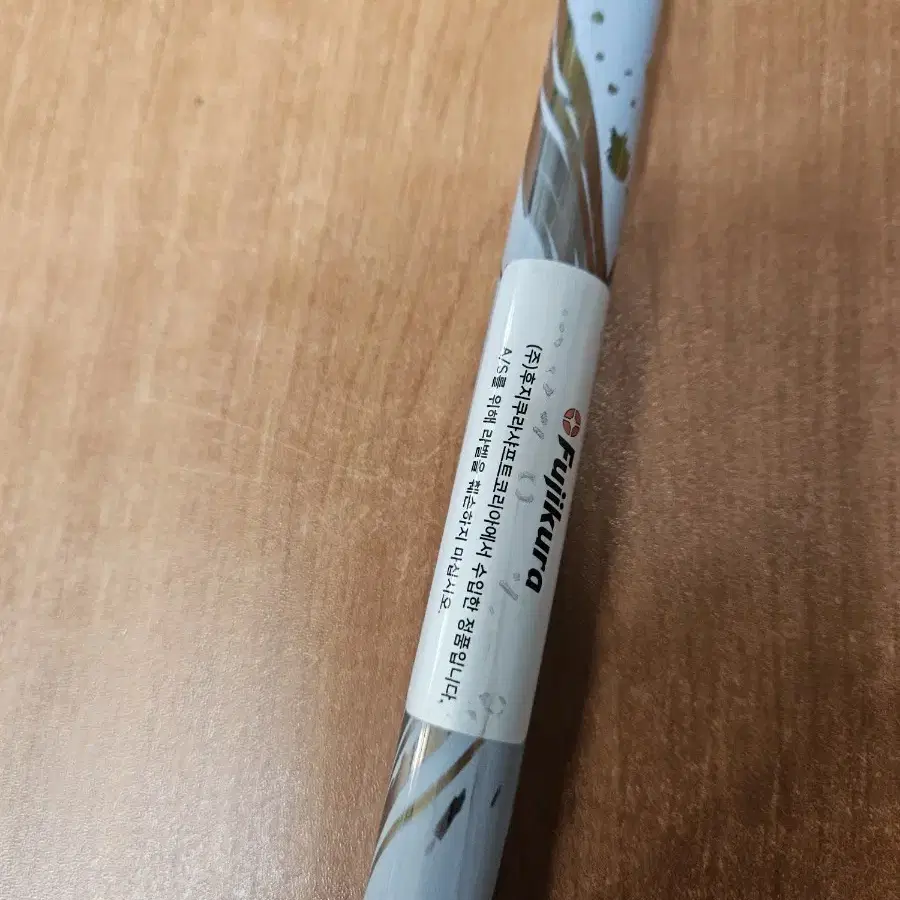 Fujikura
(주)후지쿠라샤프트코리아에서 수입한 정품입니다.
A/S를 위해 라벨을 훼손하지 마십시오.